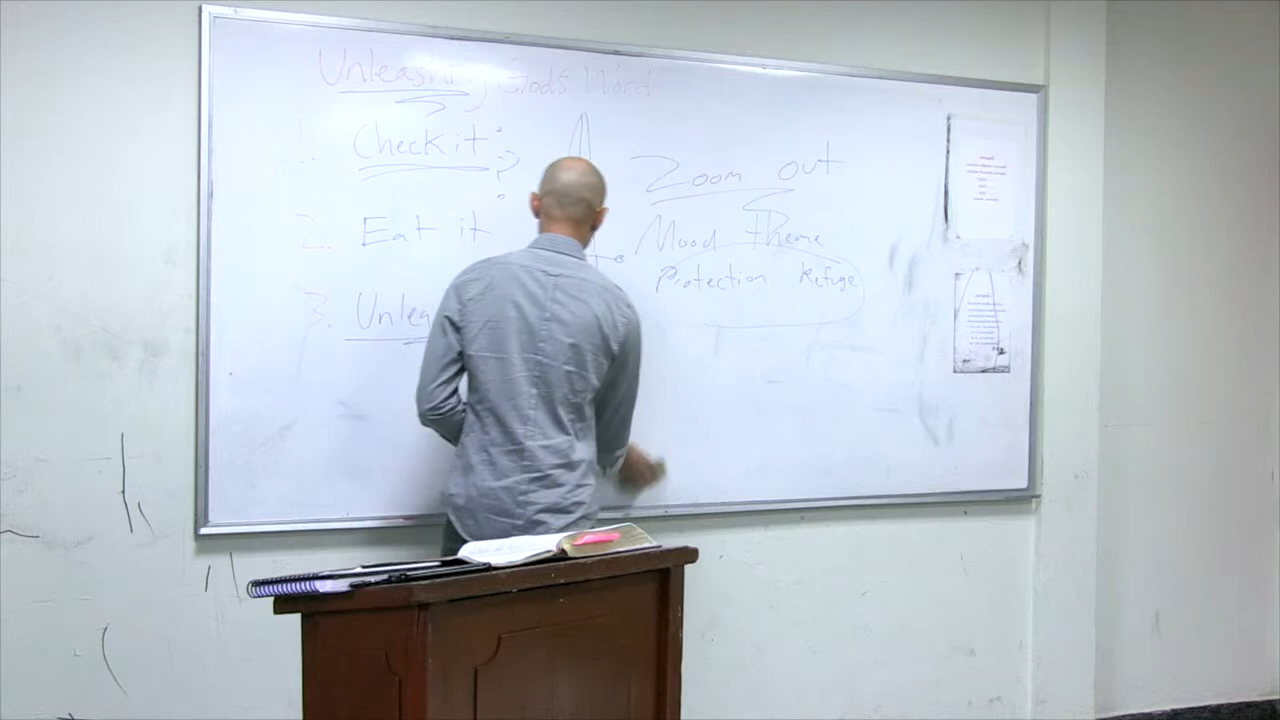 Unleashing God's Word
1. Check it
?
2. Eat it
3. Unlea
Zoom out
Mood Theme
Protection Refuge